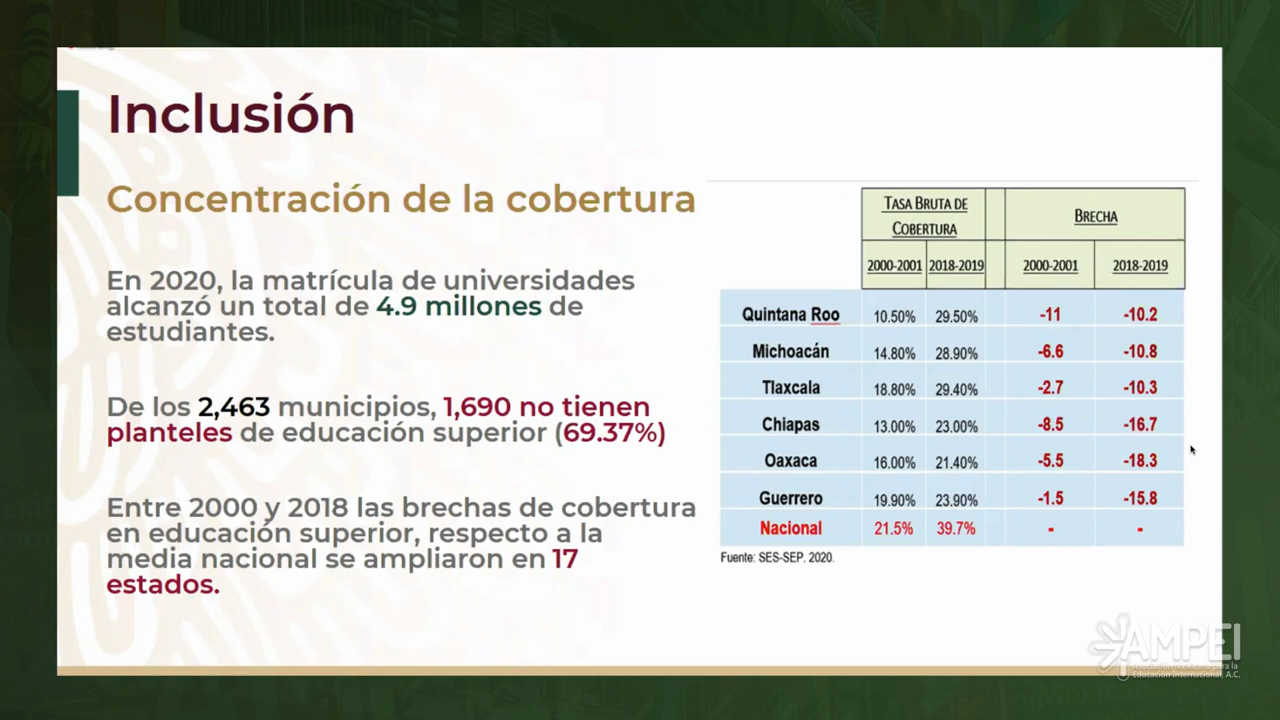 Inclusión
Concentración de la cobertura
En 2020, la matrícula de universidades
alcanzó un total de 4.9 millones de
estudiantes.
De los 2,463 municipios, 1,690 no tienen
planteles de educación superior (69.37%)
Entre 2000 y 2018 las brechas de cobertura
en educación superior, respecto a la
media nacional se ampliaron en 17
estados.
TASA BRUTA DE COBERTURA BRECHA
2000-2001 2018-2019 2000-2001 2018-2019
Quintana Roo 10.50% 29.50% -11 -10.2
Michoacán 14.80% 28.90% -6.6 -10.8
Tlaxcala 18.80% 29.40% -2.7 -10.3
Chiapas 13.00% 23.00% -8.5 -16.7
Oaxaca 16.00% 21.40% -5.5 -18.3
Guerrero 19.90% 23.90% -1.5 -15.8
Nacional 21.5% 39.7% - -
Fuente: SES-SEP. 2020.
AMPEI
Asociación Mexicana para la
Educación Internacional, A.C.